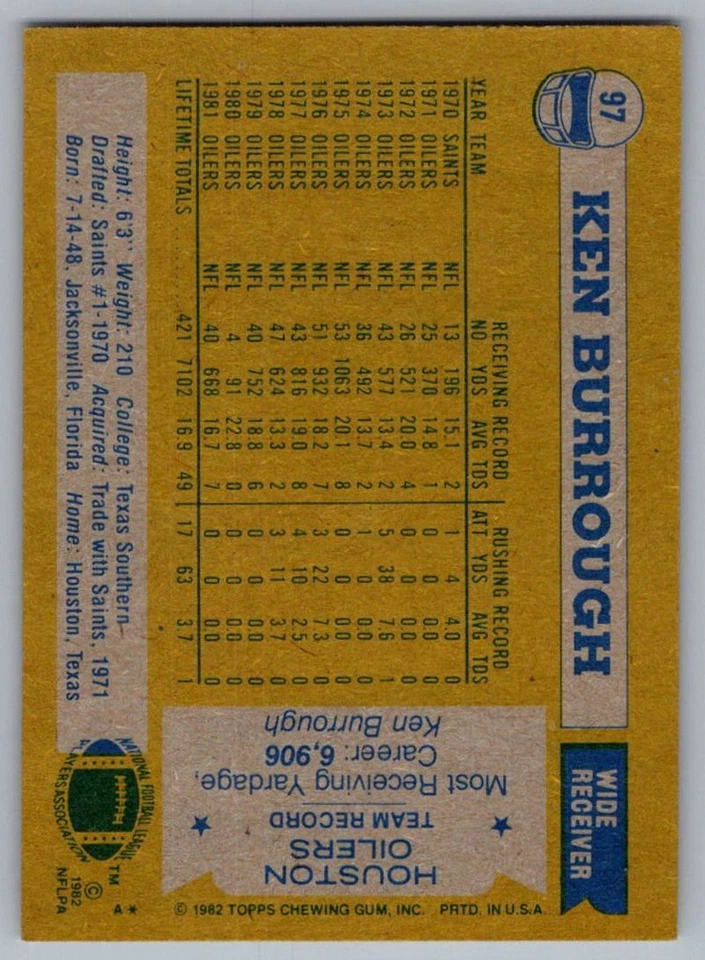 97
KEN BURROUGH
WIDE
RECEIVER
RECEIVING RECORD RUSHING RECORD
YEAR TEAM NO YDS AVG TDS ATT YDS AVG TDS
1970 SAINTS NFL 13 196 15.1 2 1 4 4.0 0
1971 OILERS NFL 25 370 14.8 1 0 0 0.0 0
1972 OILERS NFL 26 521 20.0 4 0 0 0.0 0
1973 OILERS NFL 43 577 13.4 2 5 38 7.6 1
1974 OILERS NFL 36 492 13.7 2 1 0 0.0 0
1975 OILERS NFL 53 1063 20.1 8 0 0 0.0 0
1976 OILERS NFL 51 932 18.2 7 3 22 7.3 0
1977 OILERS NFL 43 816 19.0 8 4 10 2.5 0
1978 OILERS NFL 47 624 13.3 2 3 11 3.7 0
1979 OILERS NFL 40 752 18.8 6 0 0 0.0 0
1980 OILERS NFL 4 91 22.8 0 0 0 0.0 0
1981 OILERS NFL 40 668 16.7 7 0 0 0.0 0
LIFETIME TOTALS . . . . 421 7102 16.9 49 17 63 3.7 1
Height: 6'3" Weight: 210 College: Texas Southern
Drafted: Saints #1-1970 Acquired: Trade with Saints, 1971
Born: 7-14-48, Jacksonville, Florida Home: Houston, Texas
HOUSTON
OILERS
TEAM RECORD
Most Receiving Yardage,
Career: 6,906
Ken Burrough
NATIONAL FOOTBALL LEAGUE
PLAYERS ASSOCIATION
TM
© 1982
NFLPA
A*
© 1982 TOPPS CHEWING GUM, INC. PRTD. IN U.S.A.